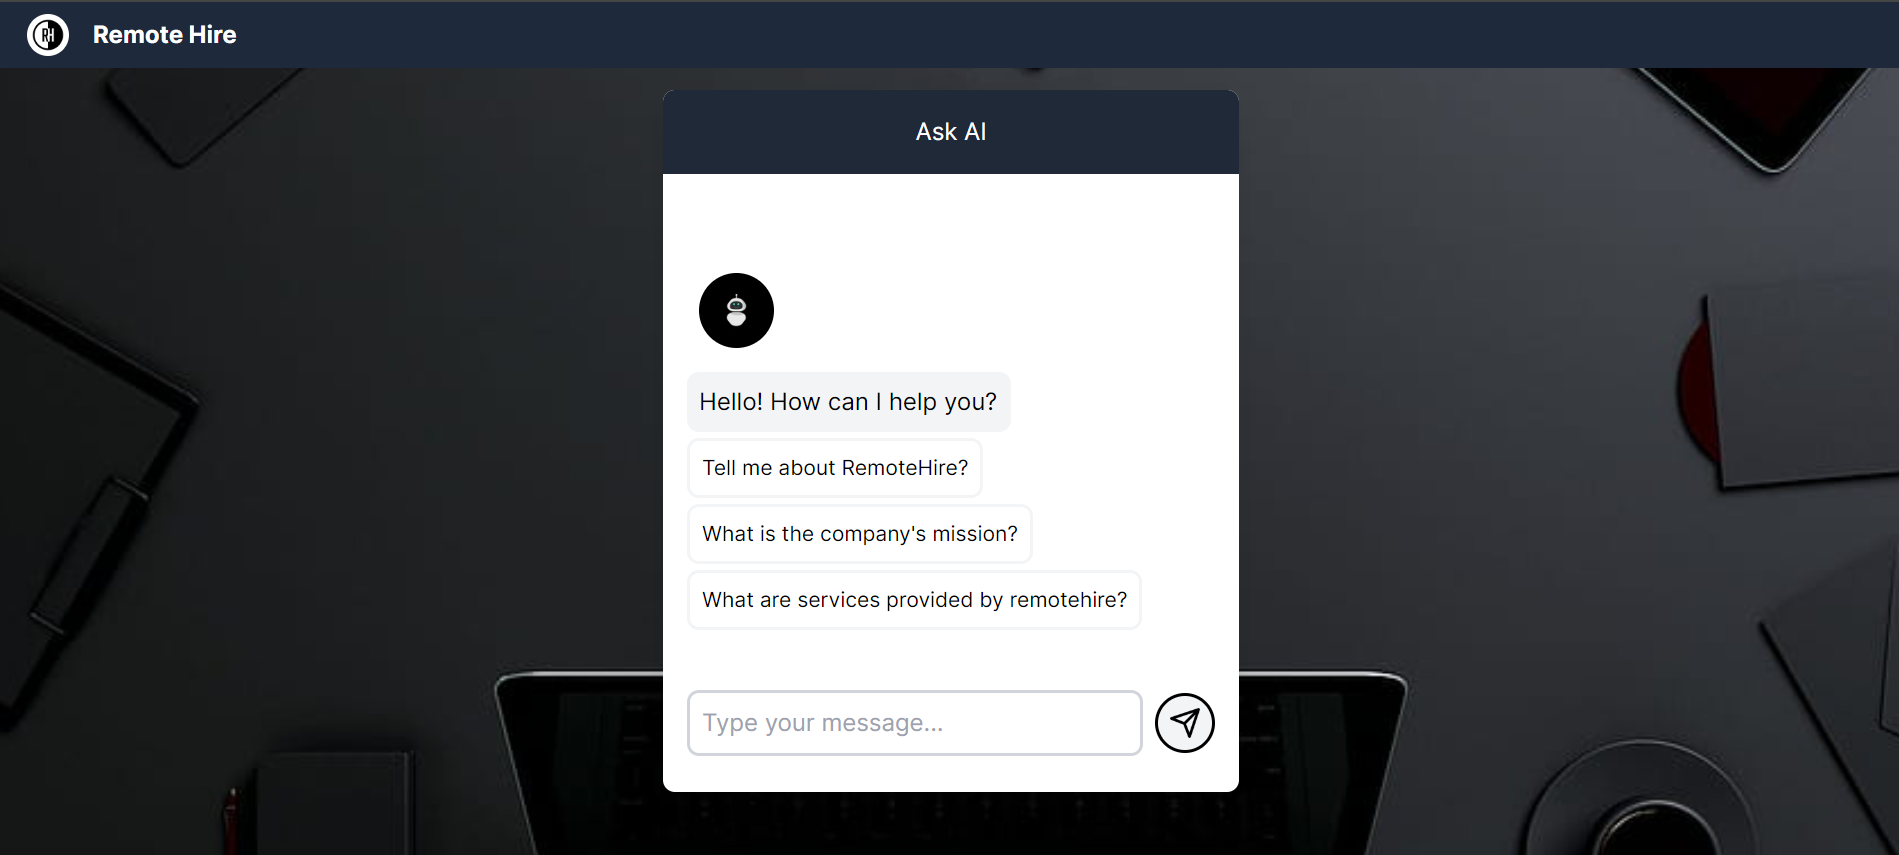 RH
Remote Hire
Ask AI
Hello! How can I help you?
Tell me about RemoteHire?
What is the company's mission?
What are services provided by remotehire?
Type your message...